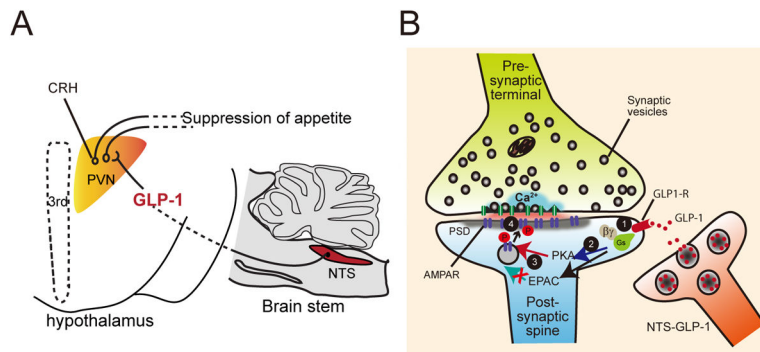 A
CRH
Suppression of appetite
PVN
3rd
GLP-1
NTS
Brain stem
hypothalamus
B
Pre-
synaptic
terminal
Synaptic
vesicles
Ca²⁺
GLP1-R
GLP-1
PSD
4
1
P
P
βγ
Gs
2
3
PKA
AMPAR
EPAC
Post-
synaptic
spine
NTS-GLP-1